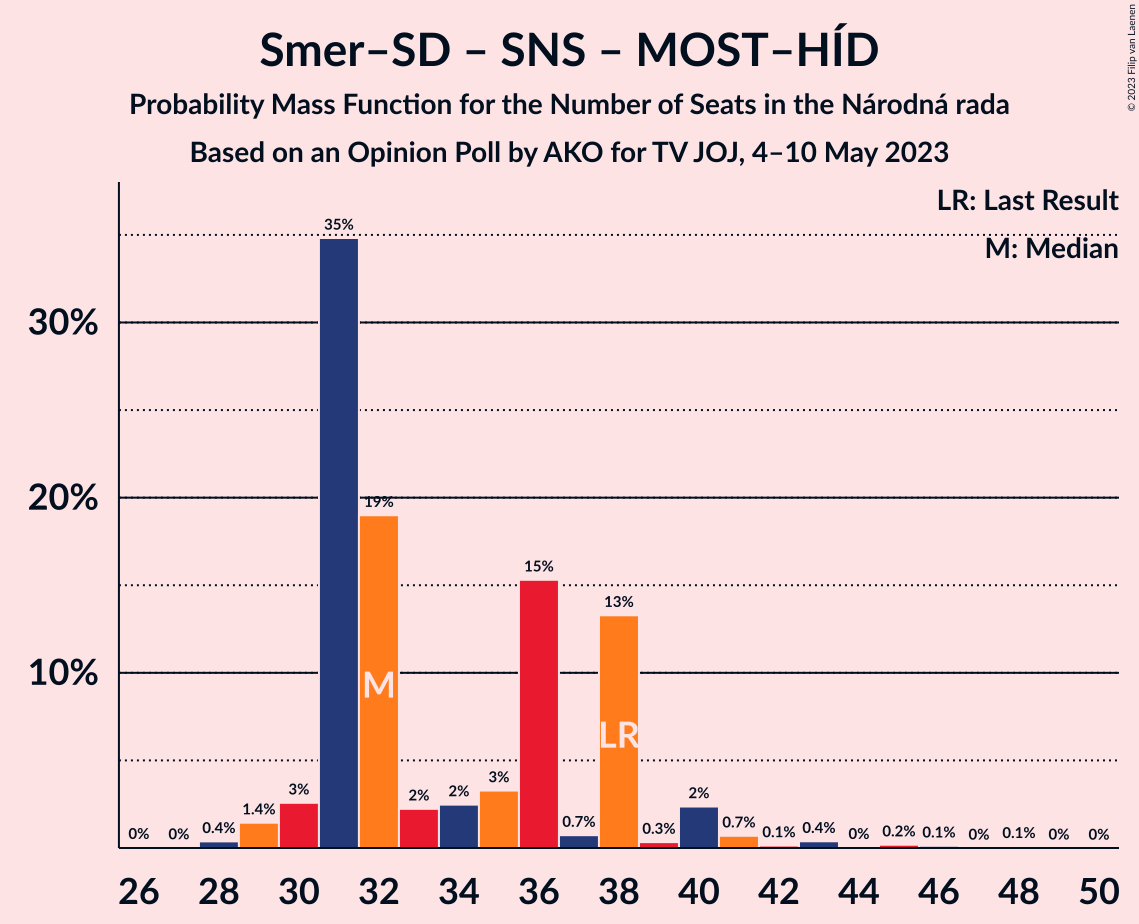 Smer–SD – SNS – MOST–HÍD
Probability Mass Function for the Number of Seats in the Národná rada
Based on an Opinion Poll by AKO for TV JOJ, 4–10 May 2023
© 2023 Filip van Laenen
LR: Last Result
M: Median
30%
20%
10%
0% 0% 0.4% 1.4% 3% 35% 19% 2% 2% 3% 15% 0.7% 13% 0.3% 2% 0.7% 0.1% 0.4% 0% 0.2% 0.1% 0% 0.1% 0% 0%
M
LR
26 28 30 32 34 36 38 40 42 44 46 48 50